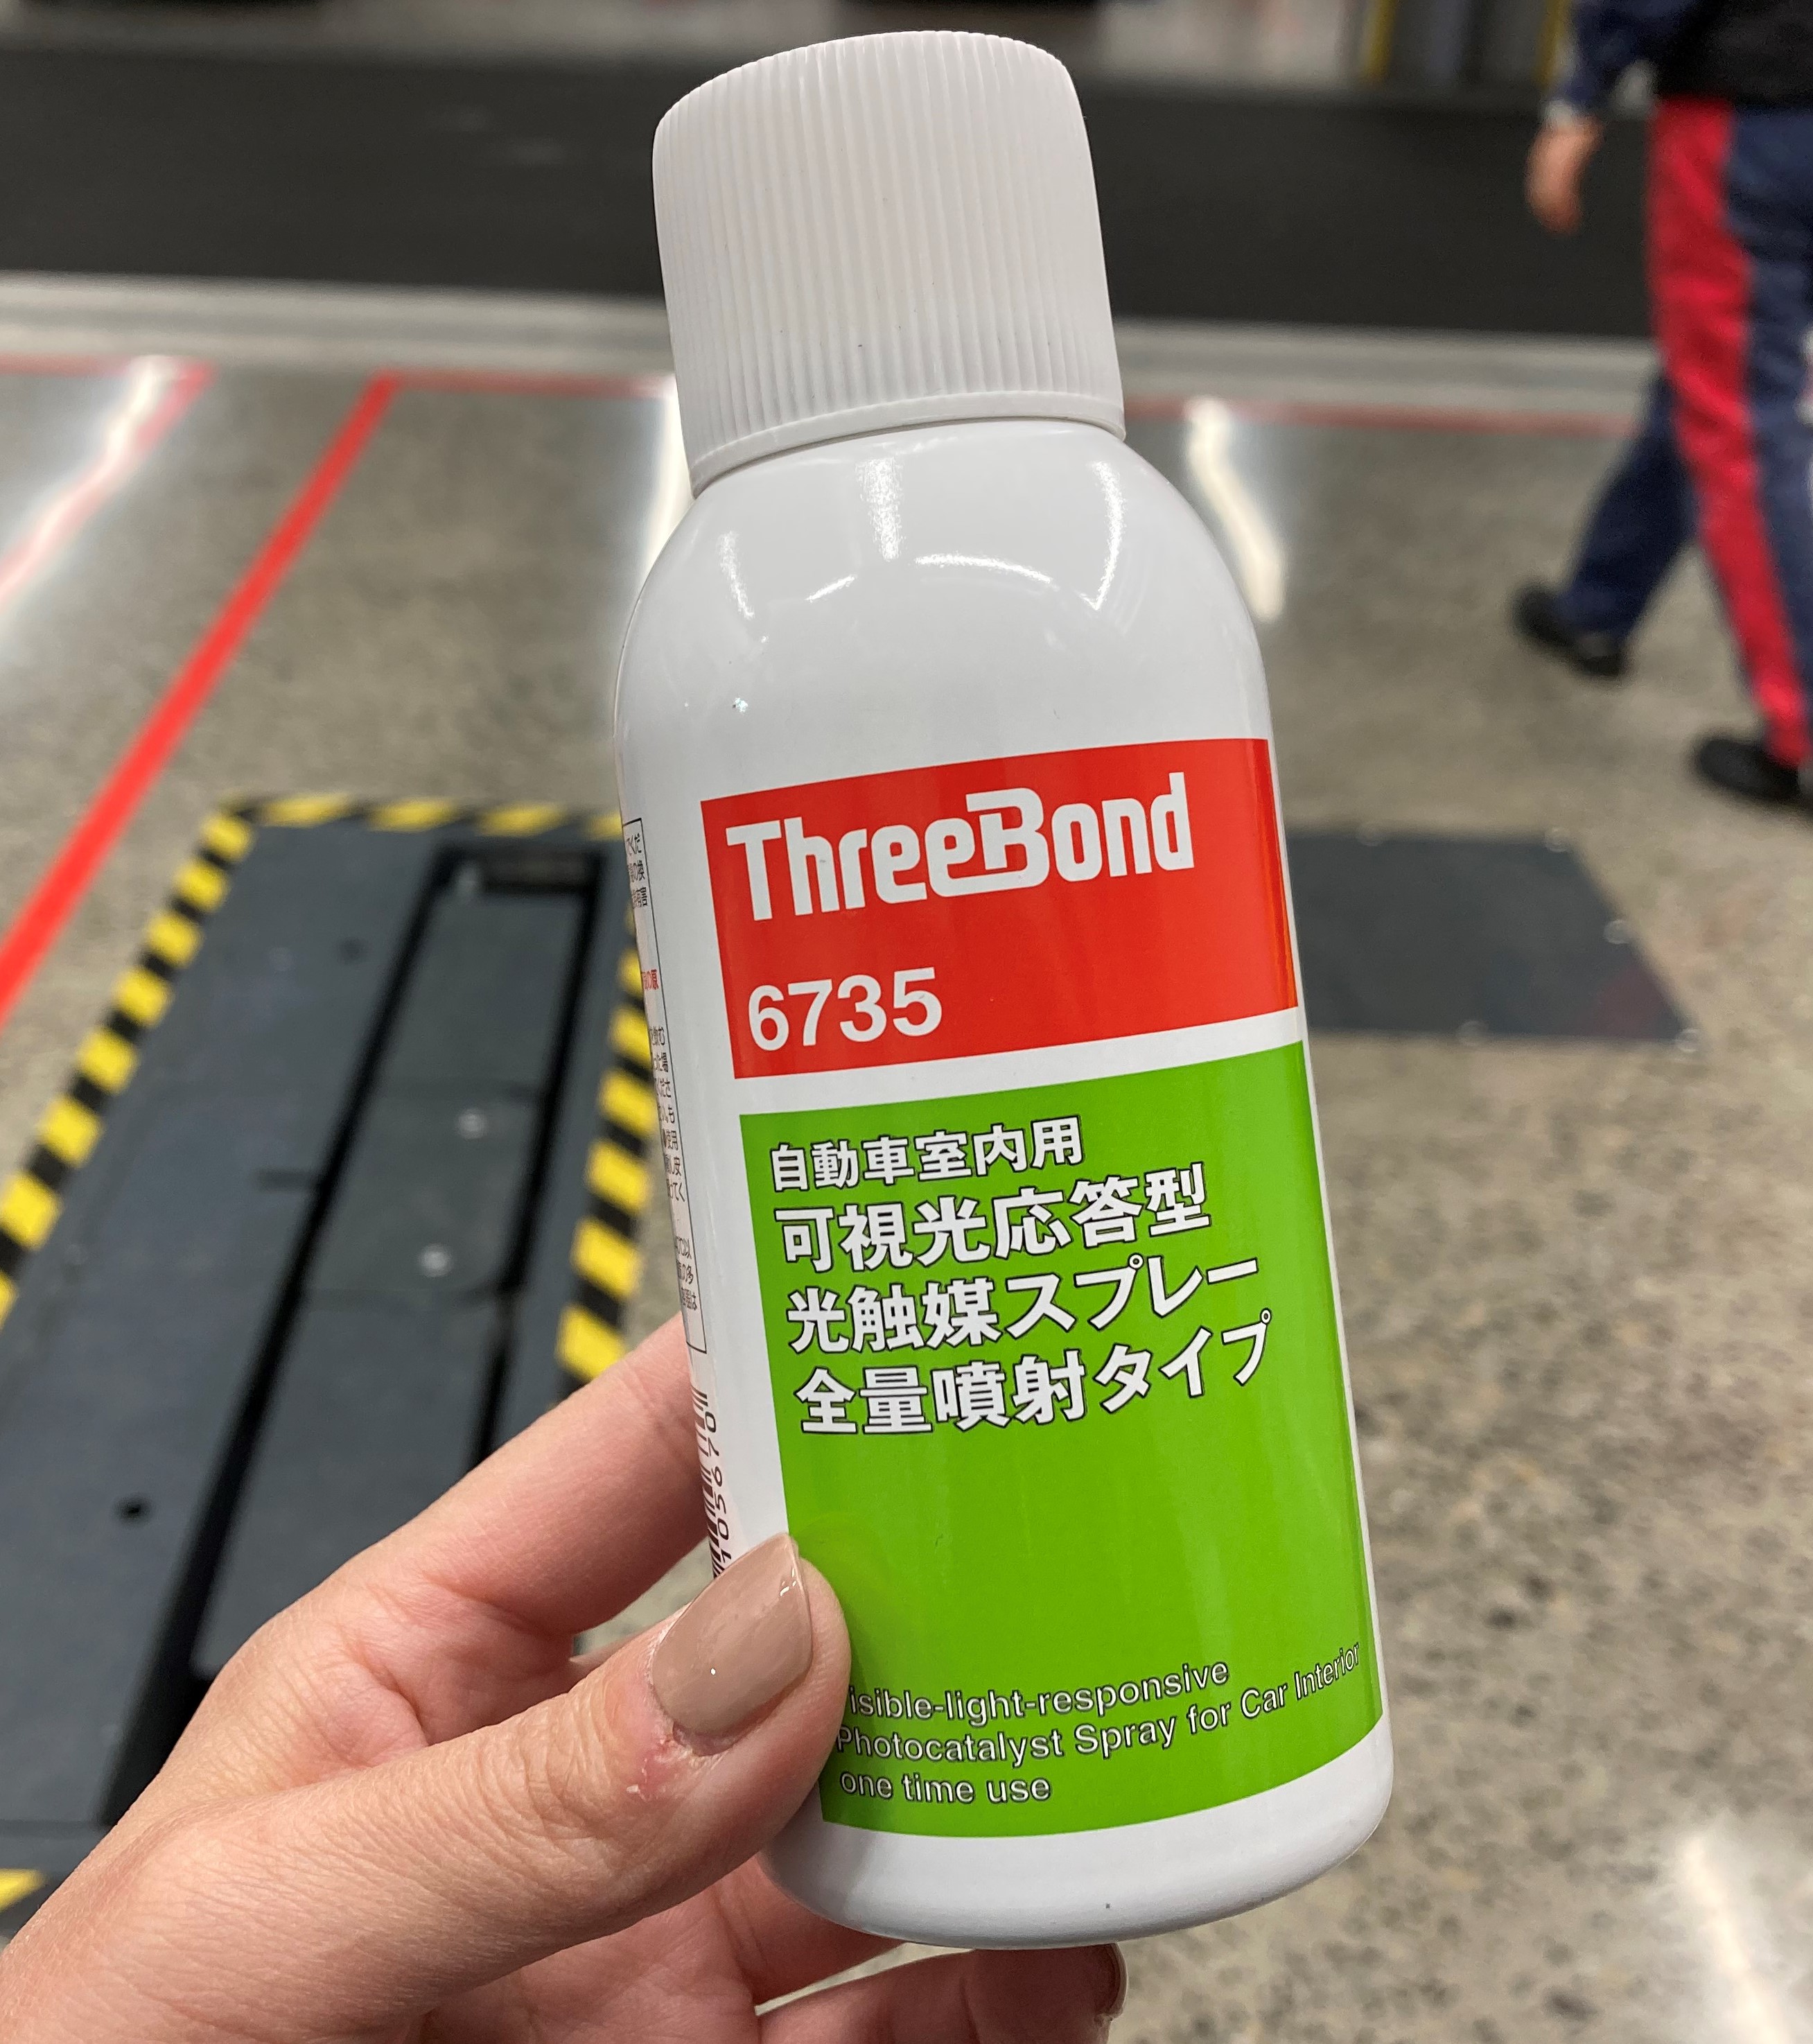 ThreeBond
6735
自動車室内用
可視光応答型
光触媒スプレー
全量噴射タイプ
isible-light-responsive
Photocatalyst Spray for Car Interior
one time use